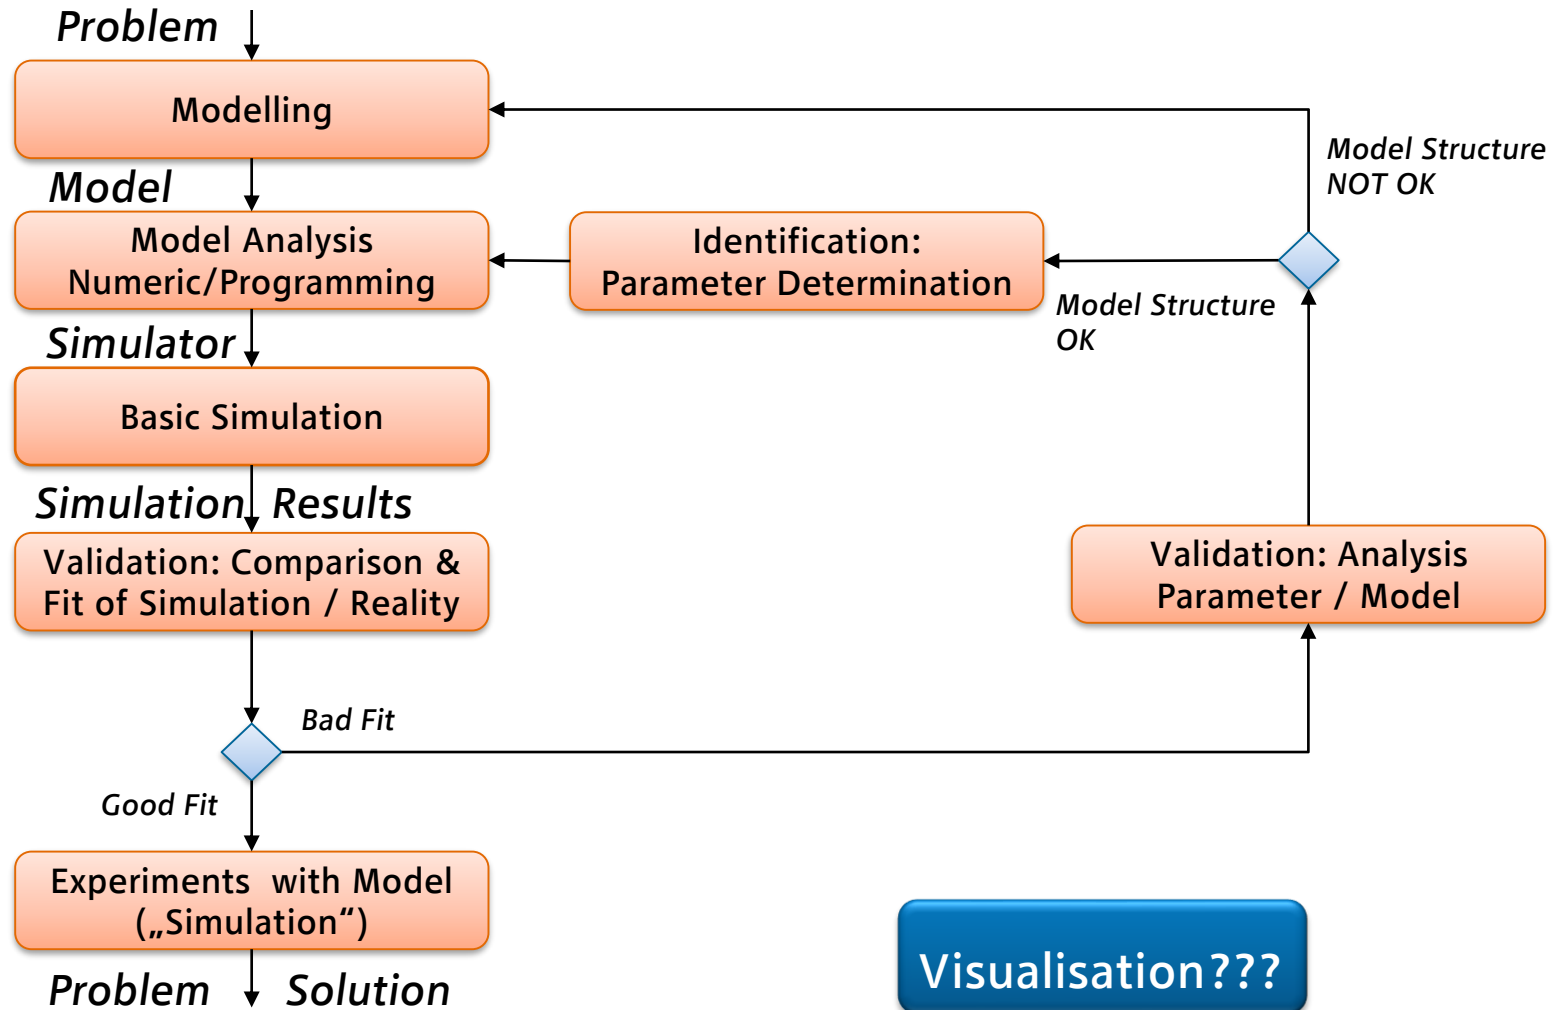 Problem
Modelling
Model Structure
NOT OK
Model
Model Analysis
Numeric/Programming
Identification:
Parameter Determination
Model Structure
OK
Simulator
Basic Simulation
Simulation Results
Validation: Comparison &
Fit of Simulation / Reality
Validation: Analysis
Parameter / Model
Bad Fit
Good Fit
Experiments with Model
(„Simulation“)
Visualisation???
Problem Solution